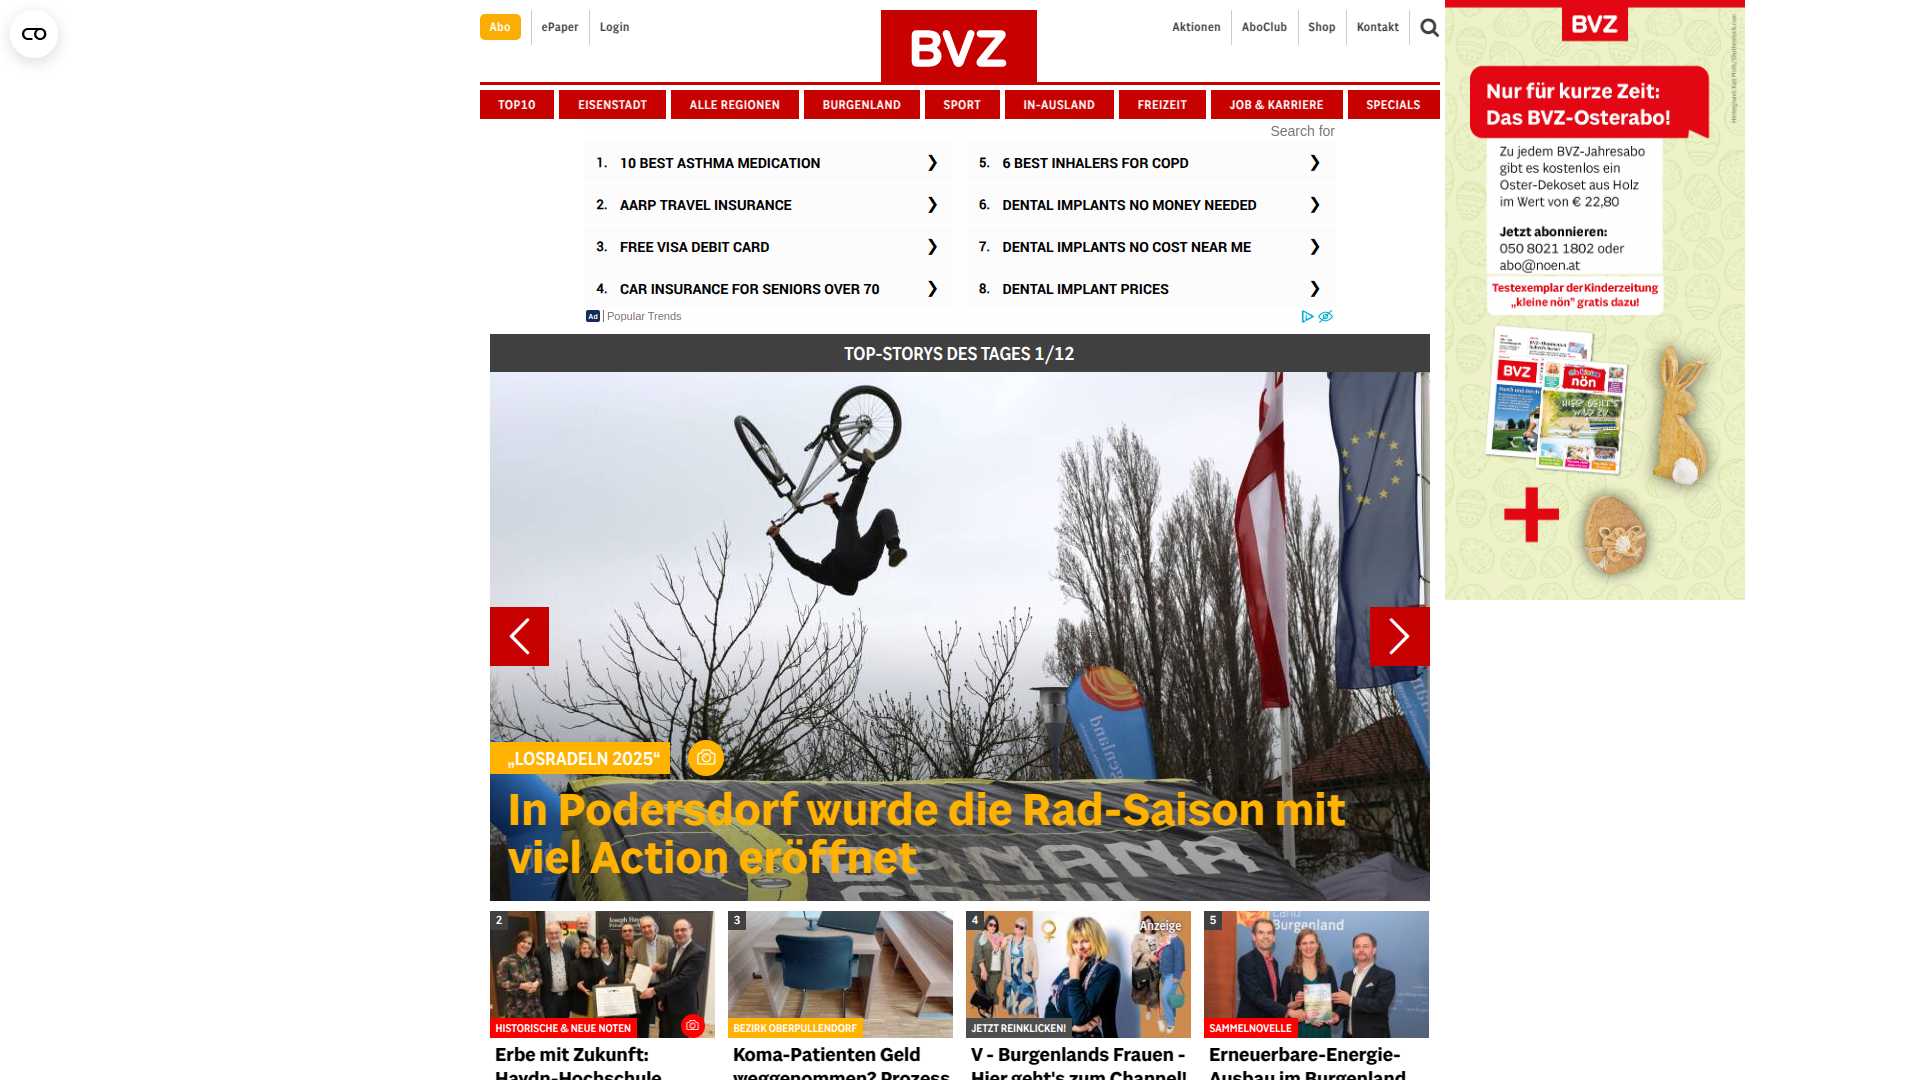 Abo
ePaper
Login
BVZ
Aktionen
AboClub
Shop
Kontakt
TOP10
EISENSTADT
ALLE REGIONEN
BURGENLAND
SPORT
IN-AUSLAND
FREIZEIT
JOB & KARRIERE
SPECIALS
Search for
1. 10 BEST ASTHMA MEDICATION
2. AARP TRAVEL INSURANCE
3. FREE VISA DEBIT CARD
4. CAR INSURANCE FOR SENIORS OVER 70
5. 6 BEST INHALERS FOR COPD
6. DENTAL IMPLANTS NO MONEY NEEDED
7. DENTAL IMPLANTS NO COST NEAR ME
8. DENTAL IMPLANT PRICES
Ad | Popular Trends
TOP-STORYS DES TAGES 1/12
„LOSRADELN 2025“
In Podersdorf wurde die Rad-Saison mit
viel Action eröffnet
BANANA
2
HISTORISCHE & NEUE NOTEN
Erbe mit Zukunft:
Haydn-Hochschule
3
BEZIRK OBERPULLENDORF
Koma-Patienten Geld
weggenommen? Prozess
4
Anzeige
JETZT REINKLICKEN!
V - Burgenlands Frauen -
Hier geht's zum Channel!
5
Land
Burgenland
SAMMELNOVELLE
Erneuerbare-Energie-
Ausbau im Burgenland
BVZ
Nur für kurze Zeit:
Das BVZ-Osterabo!
Zu jedem BVZ-Jahresabo
gibt es kostenlos ein
Oster-Dekoset aus Holz
im Wert von € 22,80
Jetzt abonnieren:
050 8021 1802 oder
abo@noen.at
Testexemplar der Kinderzeitung
„kleine nön“ gratis dazu!
BVZ
nön